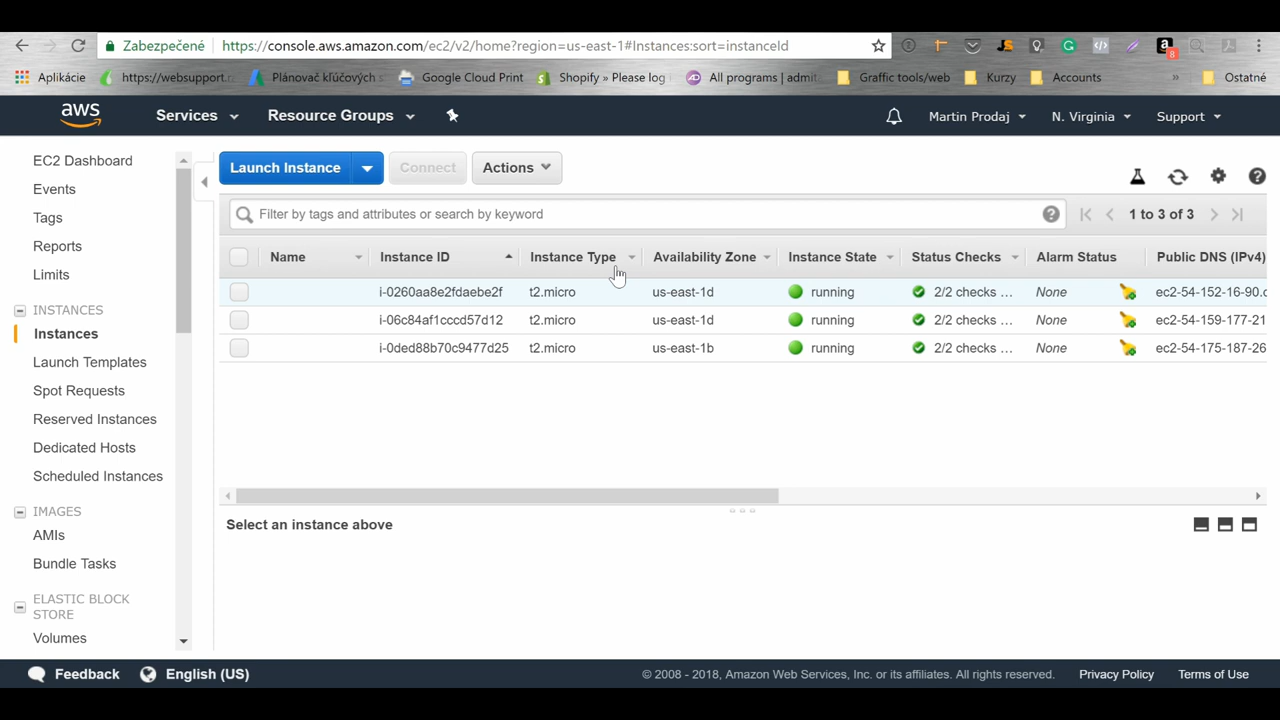 Zabezpečené https://console.aws.amazon.com/ec2/v2/home?region=us-east-1#Instances:sort=instanceId
8
Aplikácie https://websupport. Plánovač kľúčových s Google Cloud Print Shopify » Please log All programs | admit Graffic tools/web Kurzy Accounts » Ostatné
aws Services Resource Groups Martin Prodaj N. Virginia Support
EC2 Dashboard
Events
Tags
Reports
Limits
INSTANCES
Instances
Launch Templates
Spot Requests
Reserved Instances
Dedicated Hosts
Scheduled Instances
IMAGES
AMIs
Bundle Tasks
ELASTIC BLOCK
STORE
Volumes
Launch Instance Connect Actions
Filter by tags and attributes or search by keyword 1 to 3 of 3
Name Instance ID Instance Type Availability Zone Instance State Status Checks Alarm Status Public DNS (IPv4)
i-0260aa8e2fdaebe2f t2.micro us-east-1d running 2/2 checks ... None ec2-54-152-16-90.c
i-06c84af1cccd57d12 t2.micro us-east-1d running 2/2 checks ... None ec2-54-159-177-21
i-0ded88b70c9477d25 t2.micro us-east-1b running 2/2 checks ... None ec2-54-175-187-26
Select an instance above
Feedback English (US) © 2008 - 2018, Amazon Web Services, Inc. or its affiliates. All rights reserved. Privacy Policy Terms of Use